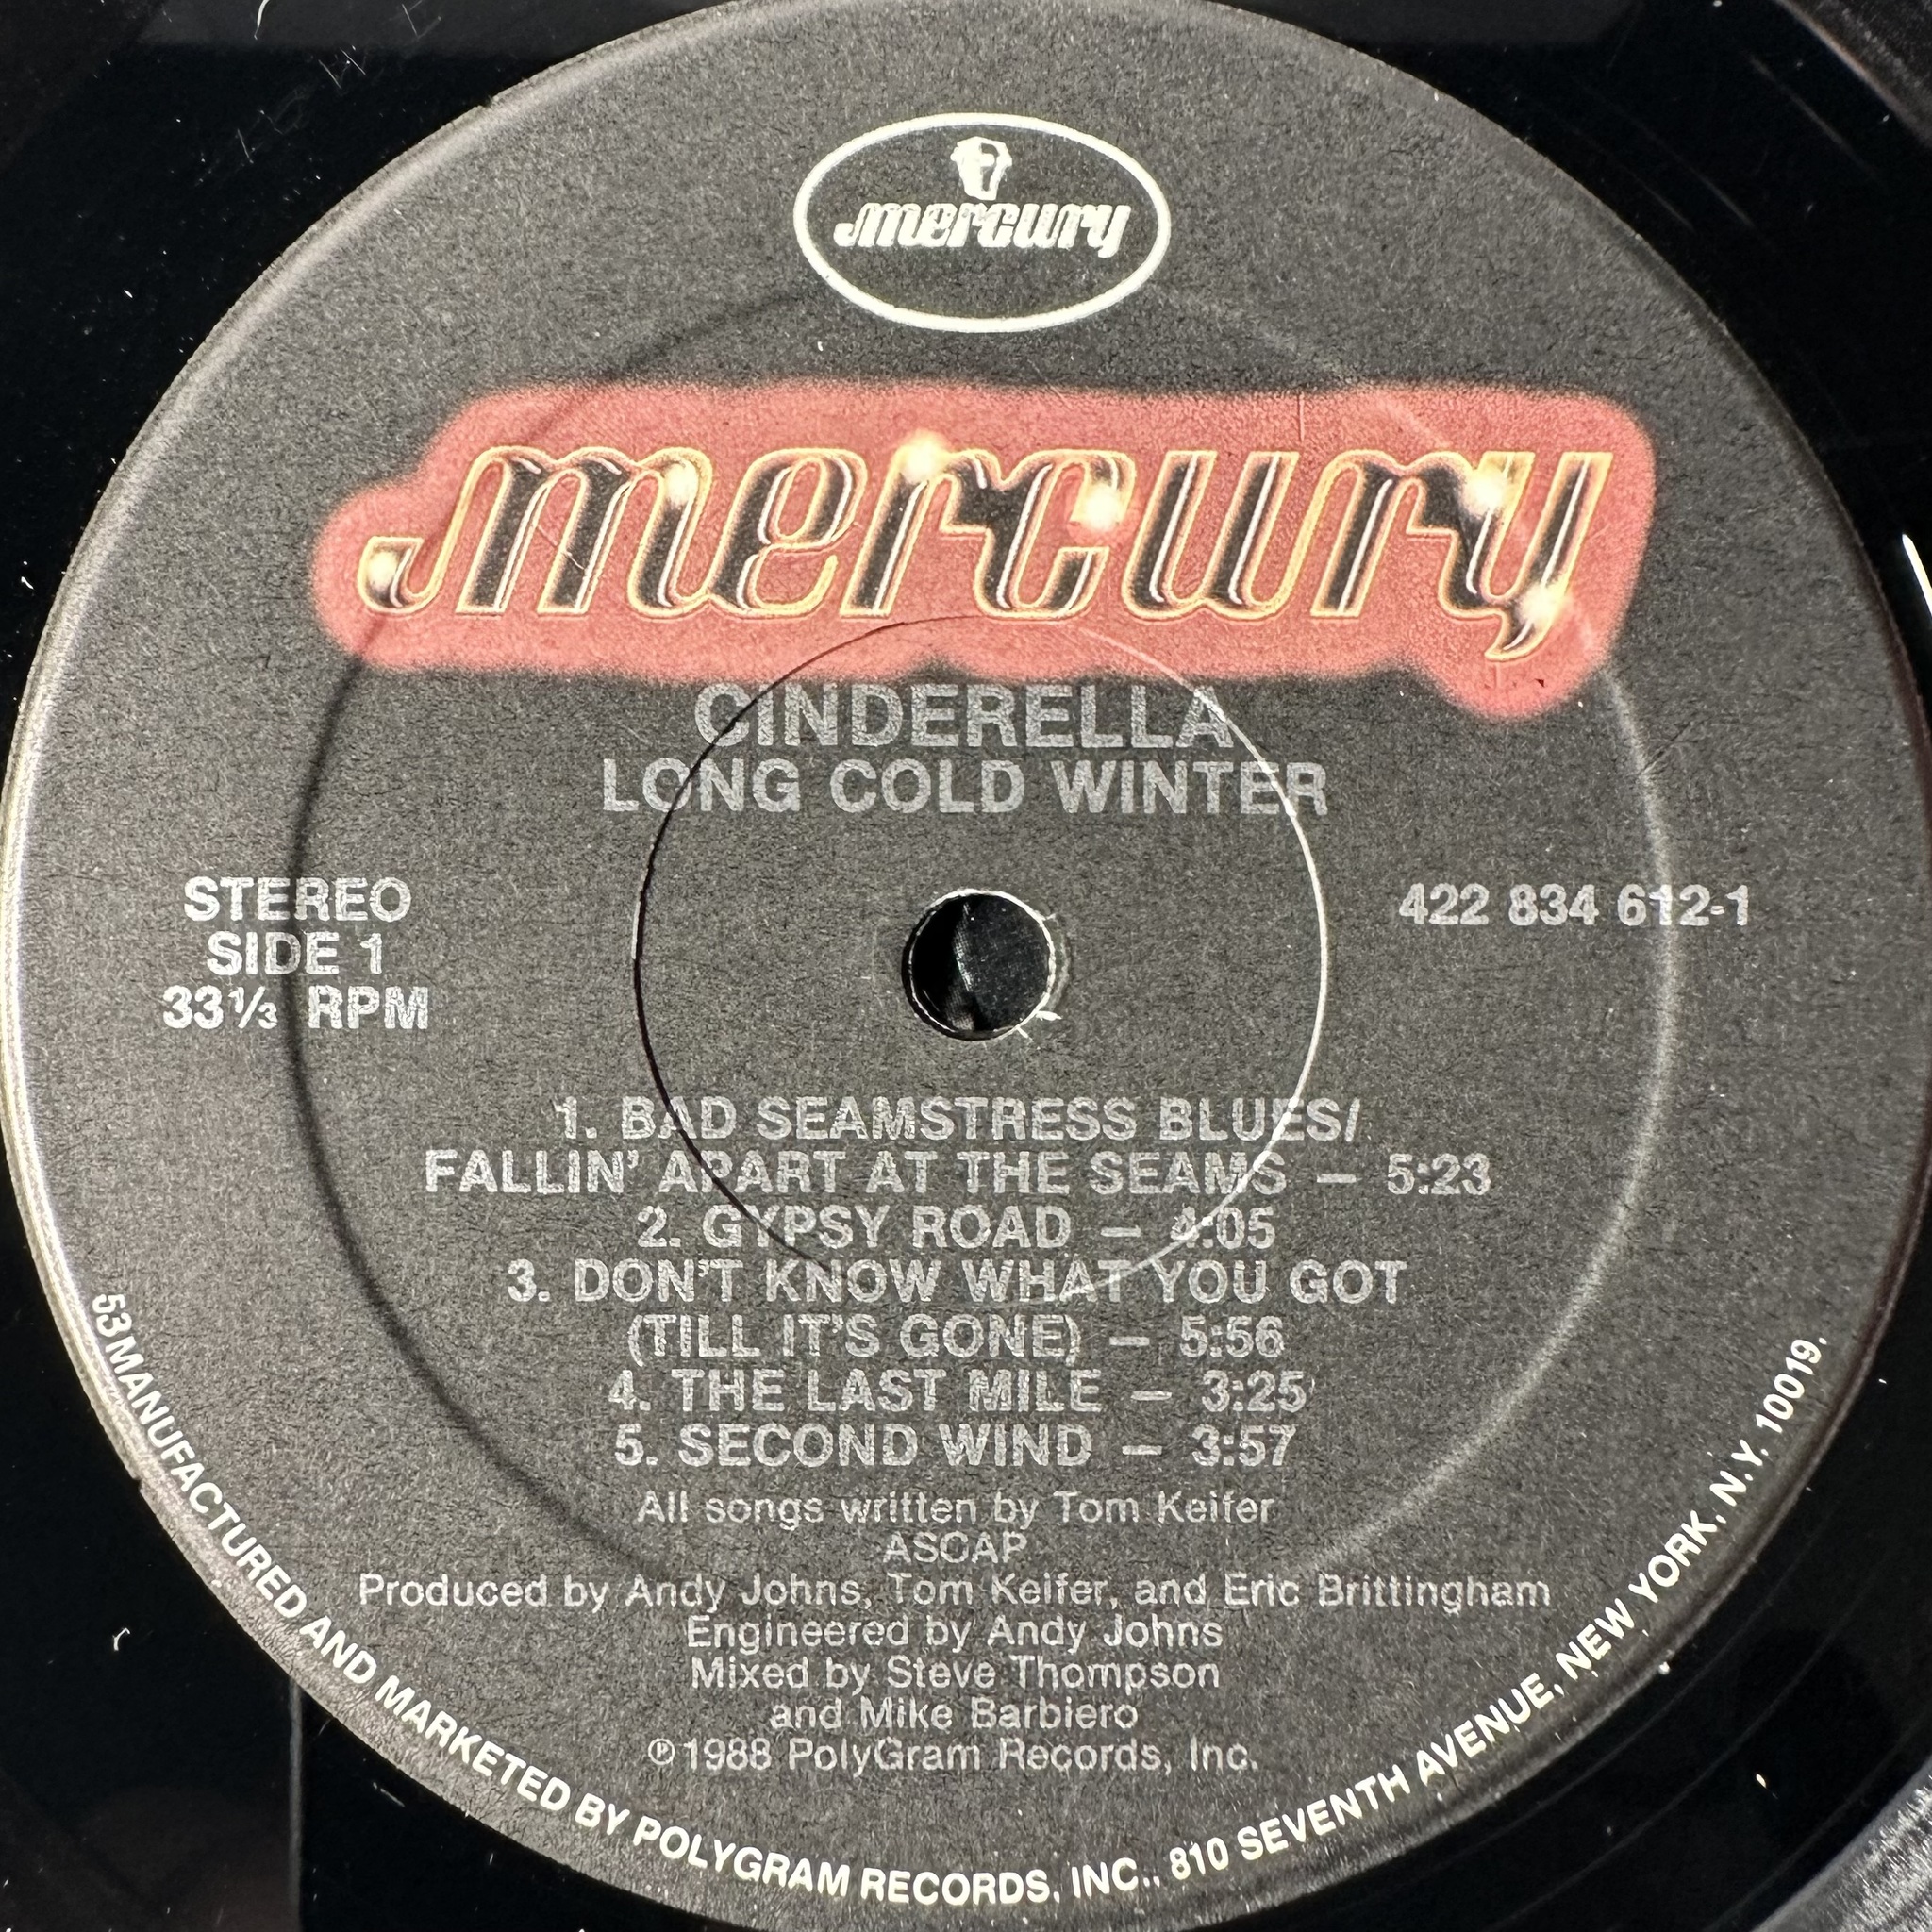 mercury
mercury
CINDERELLA
LONG COLD WINTER
STEREO
SIDE 1
33⅓ RPM
422 834 612-1
1. BAD SEAMSTRESS BLUES/
FALLIN' APART AT THE SEAMS — 5:23
2. GYPSY ROAD — 4:05
3. DON'T KNOW WHAT YOU GOT
(TILL IT'S GONE) — 5:56
4. THE LAST MILE — 3:25
5. SECOND WIND — 3:57
All songs written by Tom Keifer
ASCAP
Produced by Andy Johns, Tom Keifer, and Eric Brittingham
Engineered by Andy Johns
Mixed by Steve Thompson
and Mike Barbiero
℗ 1988 PolyGram Records, Inc.
53 MANUFACTURED AND MARKETED BY POLYGRAM RECORDS, INC., 810 SEVENTH AVENUE, NEW YORK, N.Y. 10019.